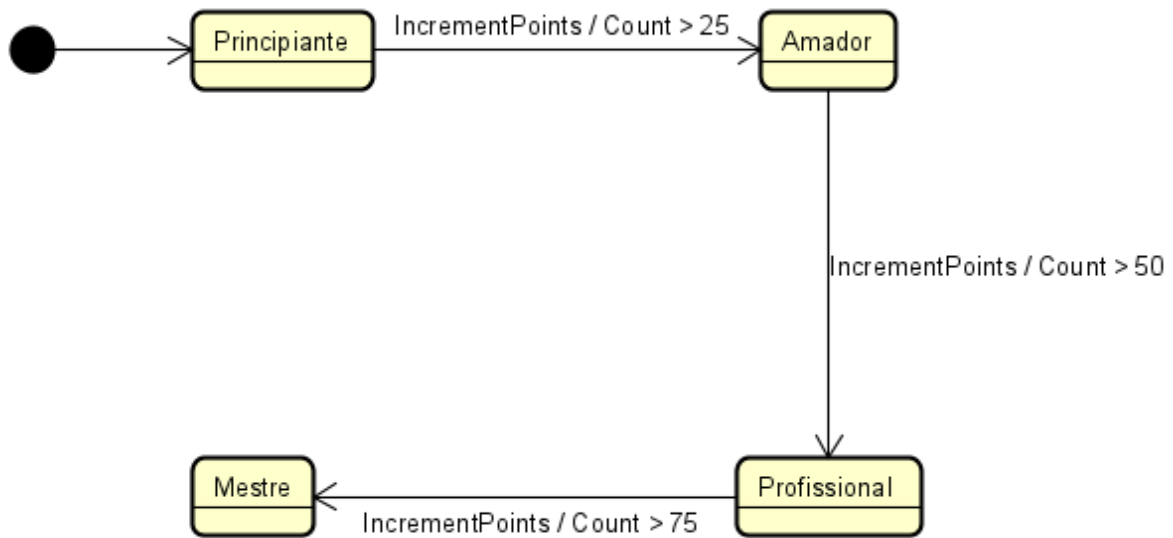 Principiante
IncrementPoints / Count > 25
Amador
IncrementPoints / Count > 50
Mestre
Profissional
IncrementPoints / Count > 75